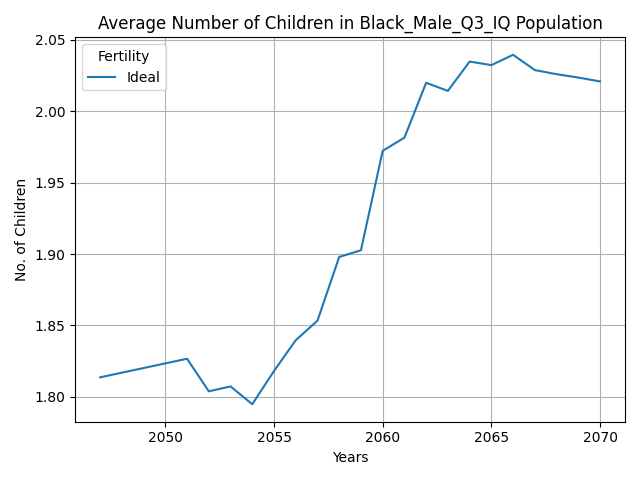 Average Number of Children in Black_Male_Q3_IQ Population
Fertility
Ideal
2.05
2.00
1.95
1.90
1.85
1.80
No. of Children
2050 2055 2060 2065 2070
Years